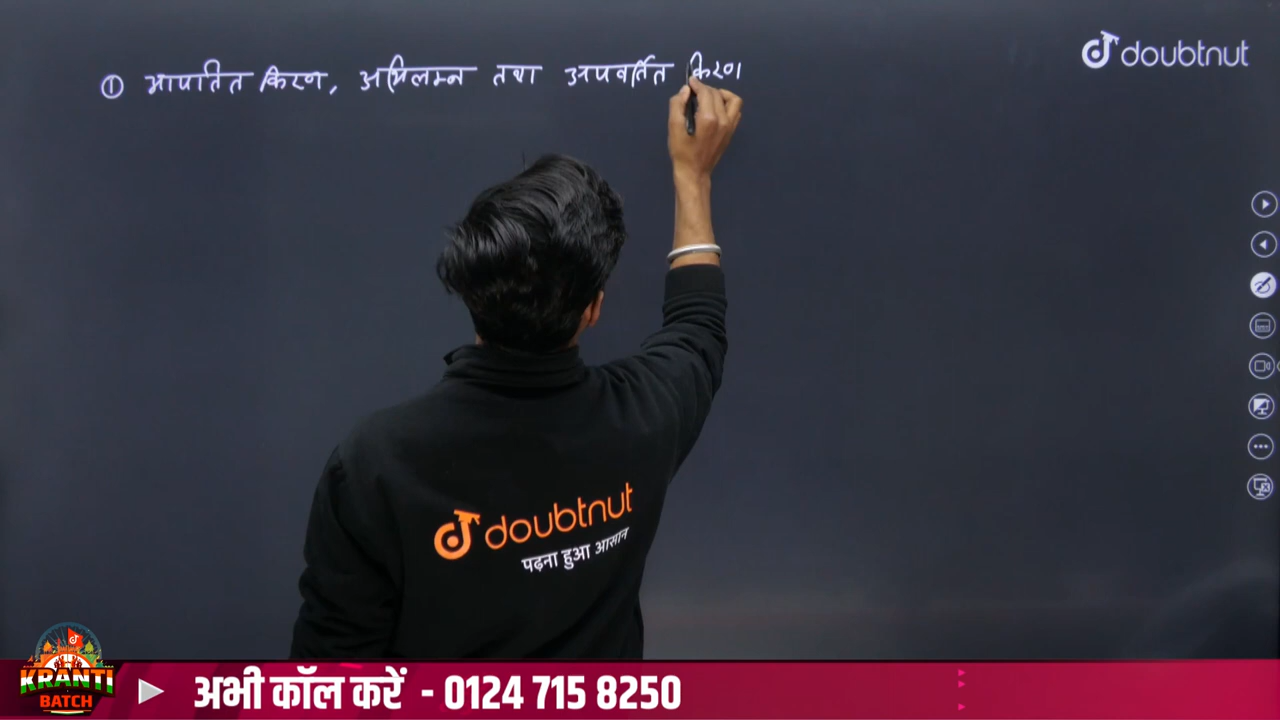 ① आपतित किरण, अभिलम्ब तथा अपवर्तित किरण
doubtnut
doubtnut
पढ़ना हुआ आसान
KRANTI
BATCH
अभी कॉल करें - 0124 715 8250